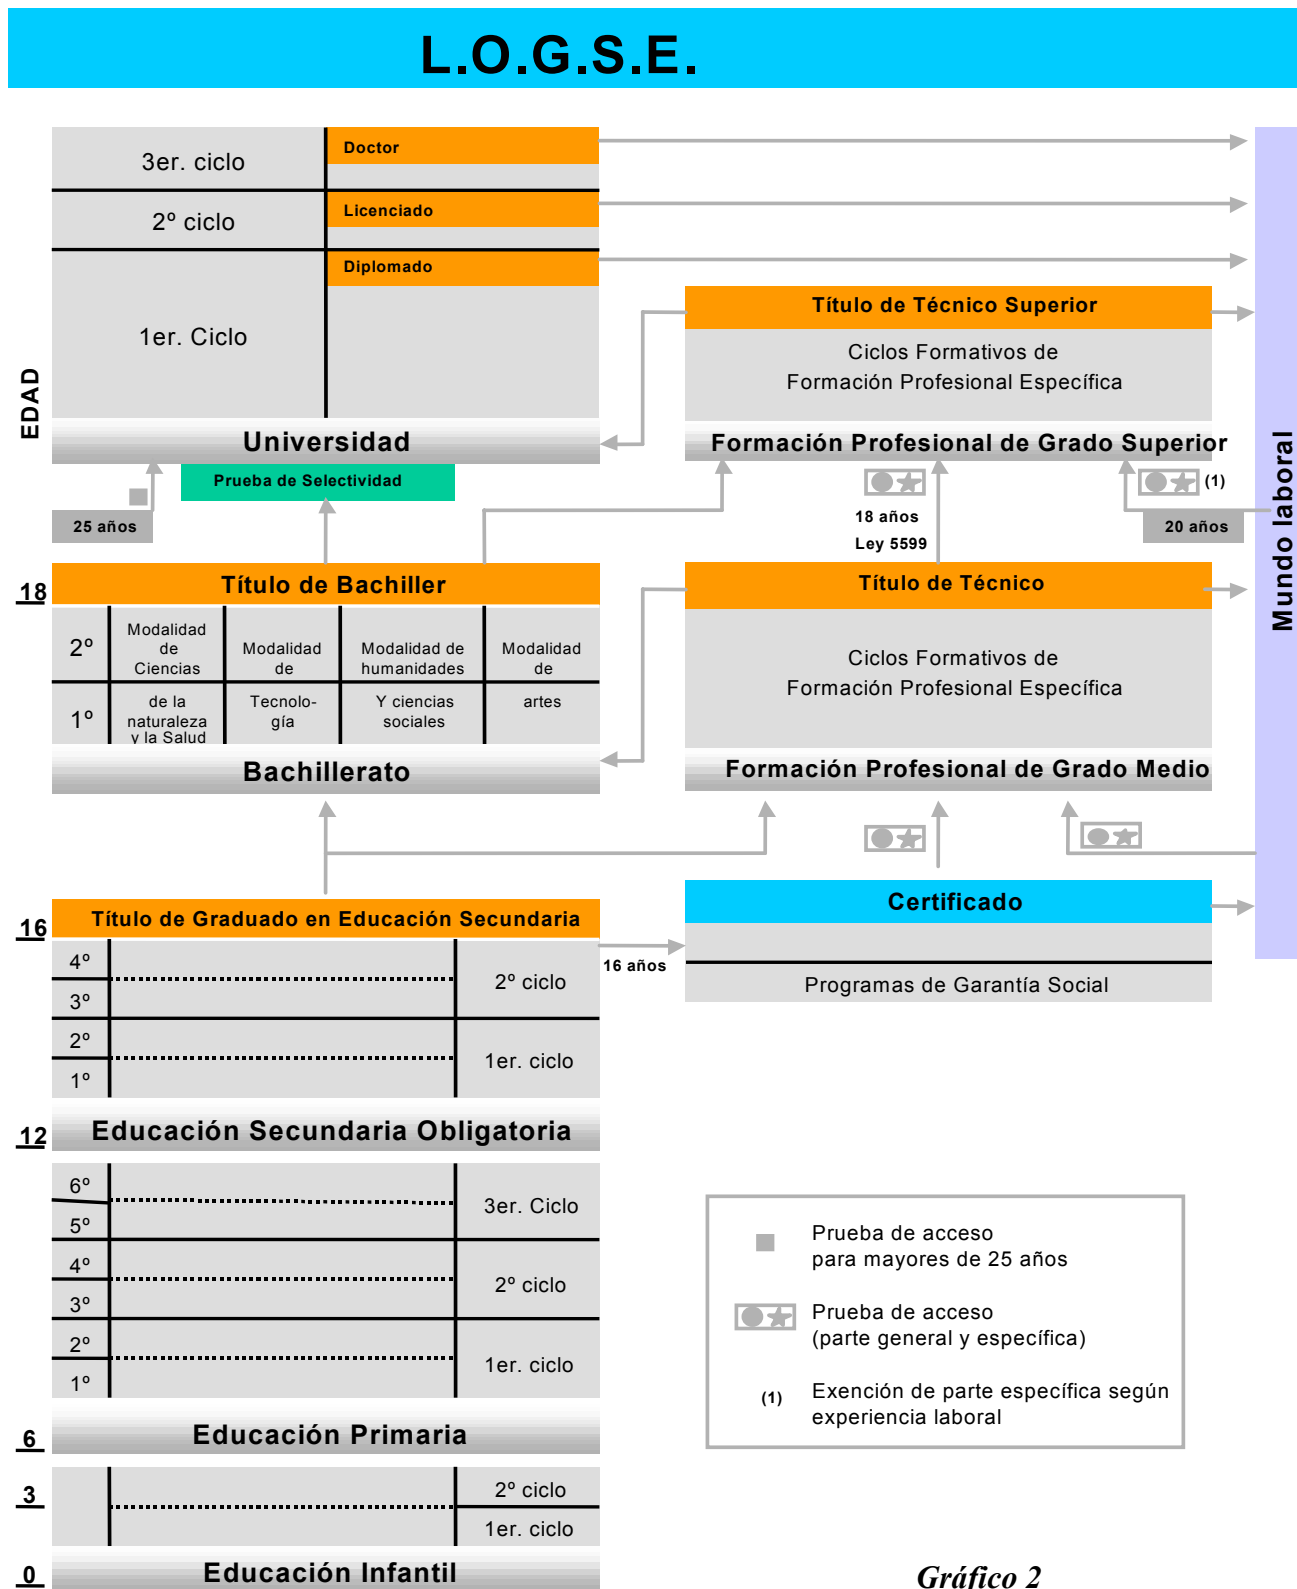 L.O.G.S.E.
EDAD
3er. ciclo
Doctor
2º ciclo
Licenciado
1er. Ciclo
Diplomado
Universidad
Prueba de Selectividad
25 años
Título de Técnico Superior
Ciclos Formativos de
Formación Profesional Específica
Formación Profesional de Grado Superior
(1)
18 años
Ley 5599
20 años
Mundo laboral
18
Título de Bachiller
2º
Modalidad
de
Ciencias
Modalidad
de
Modalidad de
humanidades
Modalidad
de
1º
de la
naturaleza
y la Salud
Tecnolo-
gía
Y ciencias
sociales
artes
Bachillerato
Título de Técnico
Ciclos Formativos de
Formación Profesional Específica
Formación Profesional de Grado Medio
16
Título de Graduado en Educación Secundaria
4º
3º
2º ciclo
2º
1º
1er. ciclo
16 años
Certificado
Programas de Garantía Social
12
Educación Secundaria Obligatoria
6º
5º
3er. Ciclo
4º
3º
2º ciclo
2º
1º
1er. ciclo
6
Educación Primaria
3
2º ciclo
1er. ciclo
0
Educación Infantil
Prueba de acceso
para mayores de 25 años
Prueba de acceso
(parte general y específica)
(1)
Exención de parte específica según
experiencia laboral
Gráfico 2